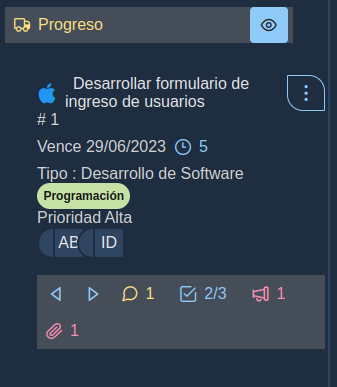 Progreso
Desarrollar formulario de
ingreso de usuarios
# 1
Vence 29/06/2023 5
Tipo : Desarrollo de Software
Programación
Prioridad Alta
AB ID
1 2/3 1
1